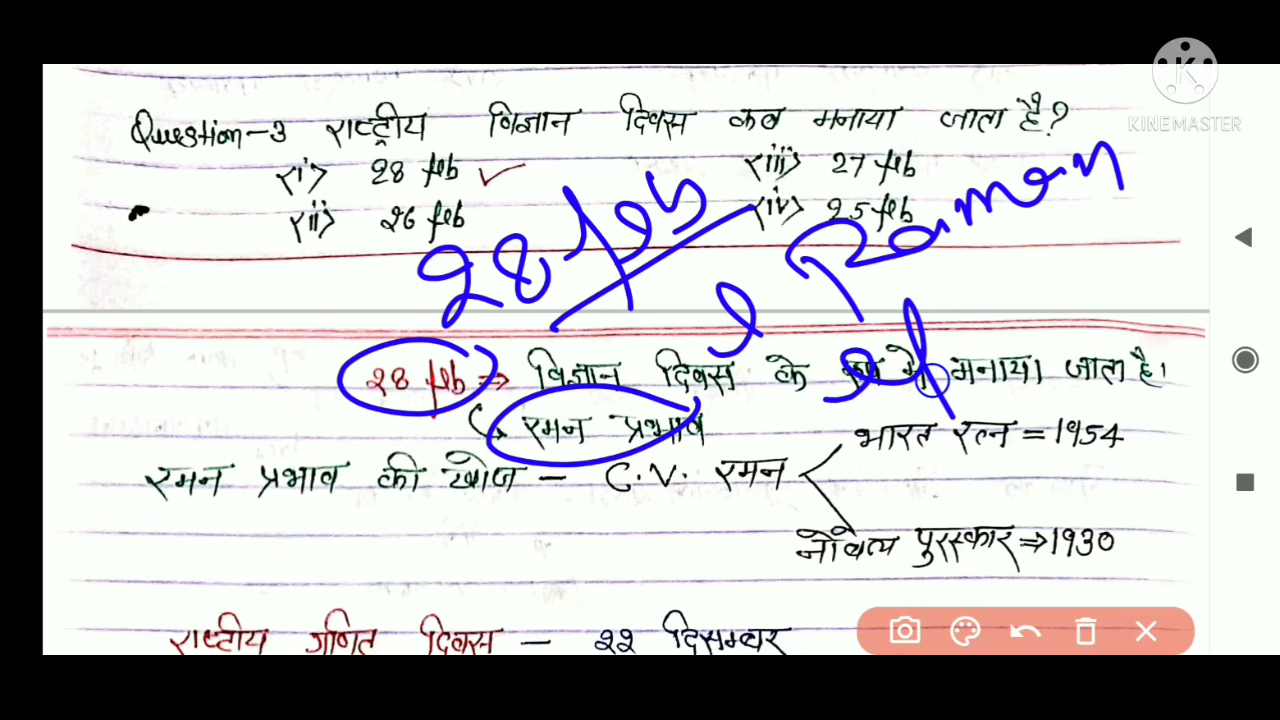 KINEMASTER
Question-3 राष्ट्रीय विज्ञान दिवस कब मनाया जाता है?
(i) 28 feb (iii) 27 feb
(ii) 26 feb (iv) 25 feb
28 feb Raman
28 feb ⇒ विज्ञान दिवस के रूप में मनाया जाता है।
रमन प्रभाव
भारत रत्न = 1954
रमन प्रभाव की खोज - C.V. रमन
नोवेल्य पुरस्कार ⇒ 1930
राष्टीय गणित दिवस - 22 दिसम्बर